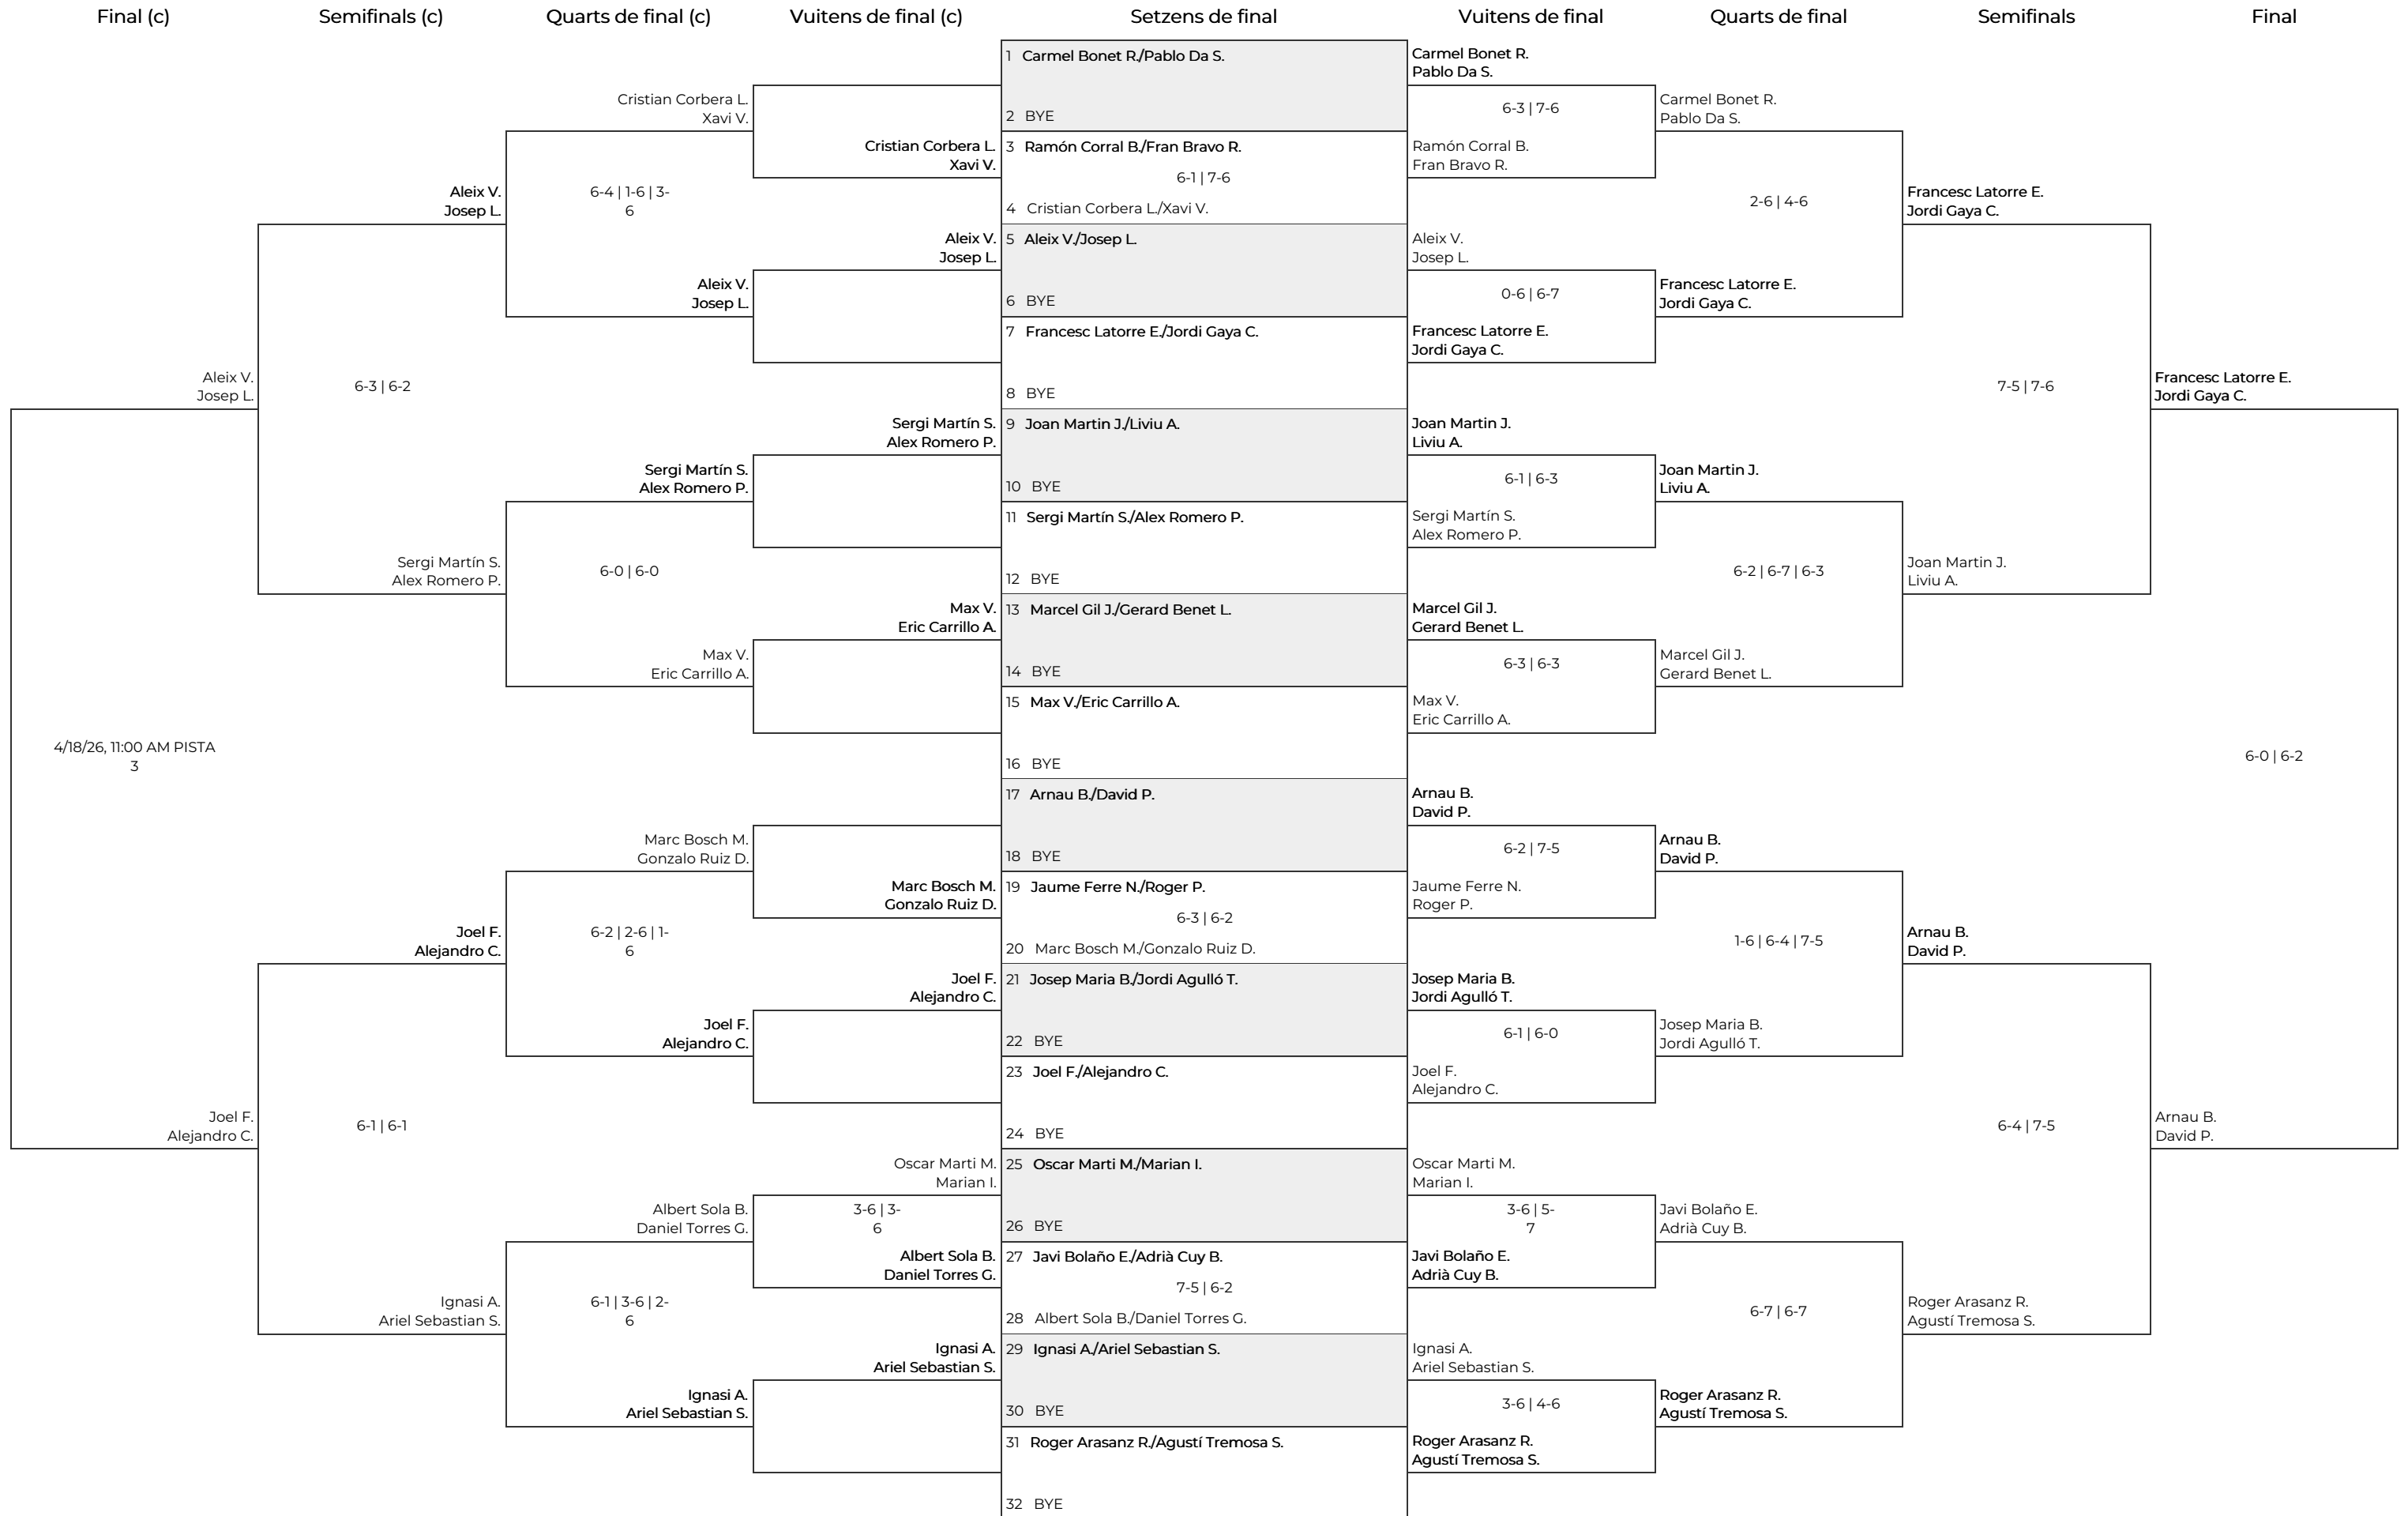 Final (c)
Semifinals (c)
Quarts de final (c)
Vuitens de final (c)
Setzens de final
Vuitens de final
Quarts de final
Semifinals
Final
Aleix V.
Josep L.
4/18/26, 11:00 AM PISTA
3
Joel F.
Alejandro C.
Aleix V.
Josep L.
6-3 | 6-2
Sergi Martín S.
Alex Romero P.
Joel F.
Alejandro C.
6-1 | 6-1
Ignasi A.
Ariel Sebastian S.
Cristian Corbera L.
Xavi V.
6-4 | 1-6 | 3-
6
Aleix V.
Josep L.
Sergi Martín S.
Alex Romero P.
6-0 | 6-0
Max V.
Eric Carrillo A.
Marc Bosch M.
Gonzalo Ruiz D.
6-2 | 2-6 | 1-
6
Joel F.
Alejandro C.
Albert Sola B.
Daniel Torres G.
6-1 | 3-6 | 2-
6
Ignasi A.
Ariel Sebastian S.
Cristian Corbera L.
Xavi V.
Aleix V.
Josep L.
Sergi Martín S.
Alex Romero P.
Max V.
Eric Carrillo A.
Marc Bosch M.
Gonzalo Ruiz D.
Joel F.
Alejandro C.
Oscar Marti M.
Marian I.
3-6 | 3-
6
Albert Sola B.
Daniel Torres G.
Ignasi A.
Ariel Sebastian S.
1 Carmel Bonet R./Pablo Da S.
2 BYE
3 Ramón Corral B./Fran Bravo R.
6-1 | 7-6
4 Cristian Corbera L./Xavi V.
5 Aleix V./Josep L.
6 BYE
7 Francesc Latorre E./Jordi Gaya C.
8 BYE
9 Joan Martin J./Liviu A.
10 BYE
11 Sergi Martín S./Alex Romero P.
12 BYE
13 Marcel Gil J./Gerard Benet L.
14 BYE
15 Max V./Eric Carrillo A.
16 BYE
17 Arnau B./David P.
18 BYE
19 Jaume Ferre N./Roger P.
6-3 | 6-2
20 Marc Bosch M./Gonzalo Ruiz D.
21 Josep Maria B./Jordi Agulló T.
22 BYE
23 Joel F./Alejandro C.
24 BYE
25 Oscar Marti M./Marian I.
26 BYE
27 Javi Bolaño E./Adrià Cuy B.
7-5 | 6-2
28 Albert Sola B./Daniel Torres G.
29 Ignasi A./Ariel Sebastian S.
30 BYE
31 Roger Arasanz R./Agustí Tremosa S.
32 BYE
Carmel Bonet R.
Pablo Da S.
6-3 | 7-6
Ramón Corral B.
Fran Bravo R.
Aleix V.
Josep L.
0-6 | 6-7
Francesc Latorre E.
Jordi Gaya C.
Joan Martin J.
Liviu A.
6-1 | 6-3
Sergi Martín S.
Alex Romero P.
Marcel Gil J.
Gerard Benet L.
6-3 | 6-3
Max V.
Eric Carrillo A.
Arnau B.
David P.
6-2 | 7-5
Jaume Ferre N.
Roger P.
Josep Maria B.
Jordi Agulló T.
6-1 | 6-0
Joel F.
Alejandro C.
Oscar Marti M.
Marian I.
3-6 | 5-
7
Javi Bolaño E.
Adrià Cuy B.
Ignasi A.
Ariel Sebastian S.
3-6 | 4-6
Roger Arasanz R.
Agustí Tremosa S.
Carmel Bonet R.
Pablo Da S.
2-6 | 4-6
Francesc Latorre E.
Jordi Gaya C.
Joan Martin J.
Liviu A.
6-2 | 6-7 | 6-3
Marcel Gil J.
Gerard Benet L.
Arnau B.
David P.
1-6 | 6-4 | 7-5
Josep Maria B.
Jordi Agulló T.
Javi Bolaño E.
Adrià Cuy B.
6-7 | 6-7
Roger Arasanz R.
Agustí Tremosa S.
Francesc Latorre E.
Jordi Gaya C.
7-5 | 7-6
Joan Martin J.
Liviu A.
Arnau B.
David P.
6-4 | 7-5
Roger Arasanz R.
Agustí Tremosa S.
Francesc Latorre E.
Jordi Gaya C.
6-0 | 6-2
Arnau B.
David P.